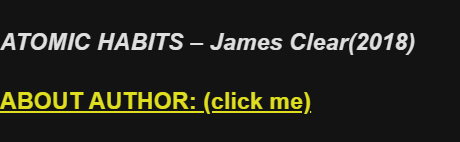 ATOMIC HABITS – James Clear(2018)
ABOUT AUTHOR: (click me)